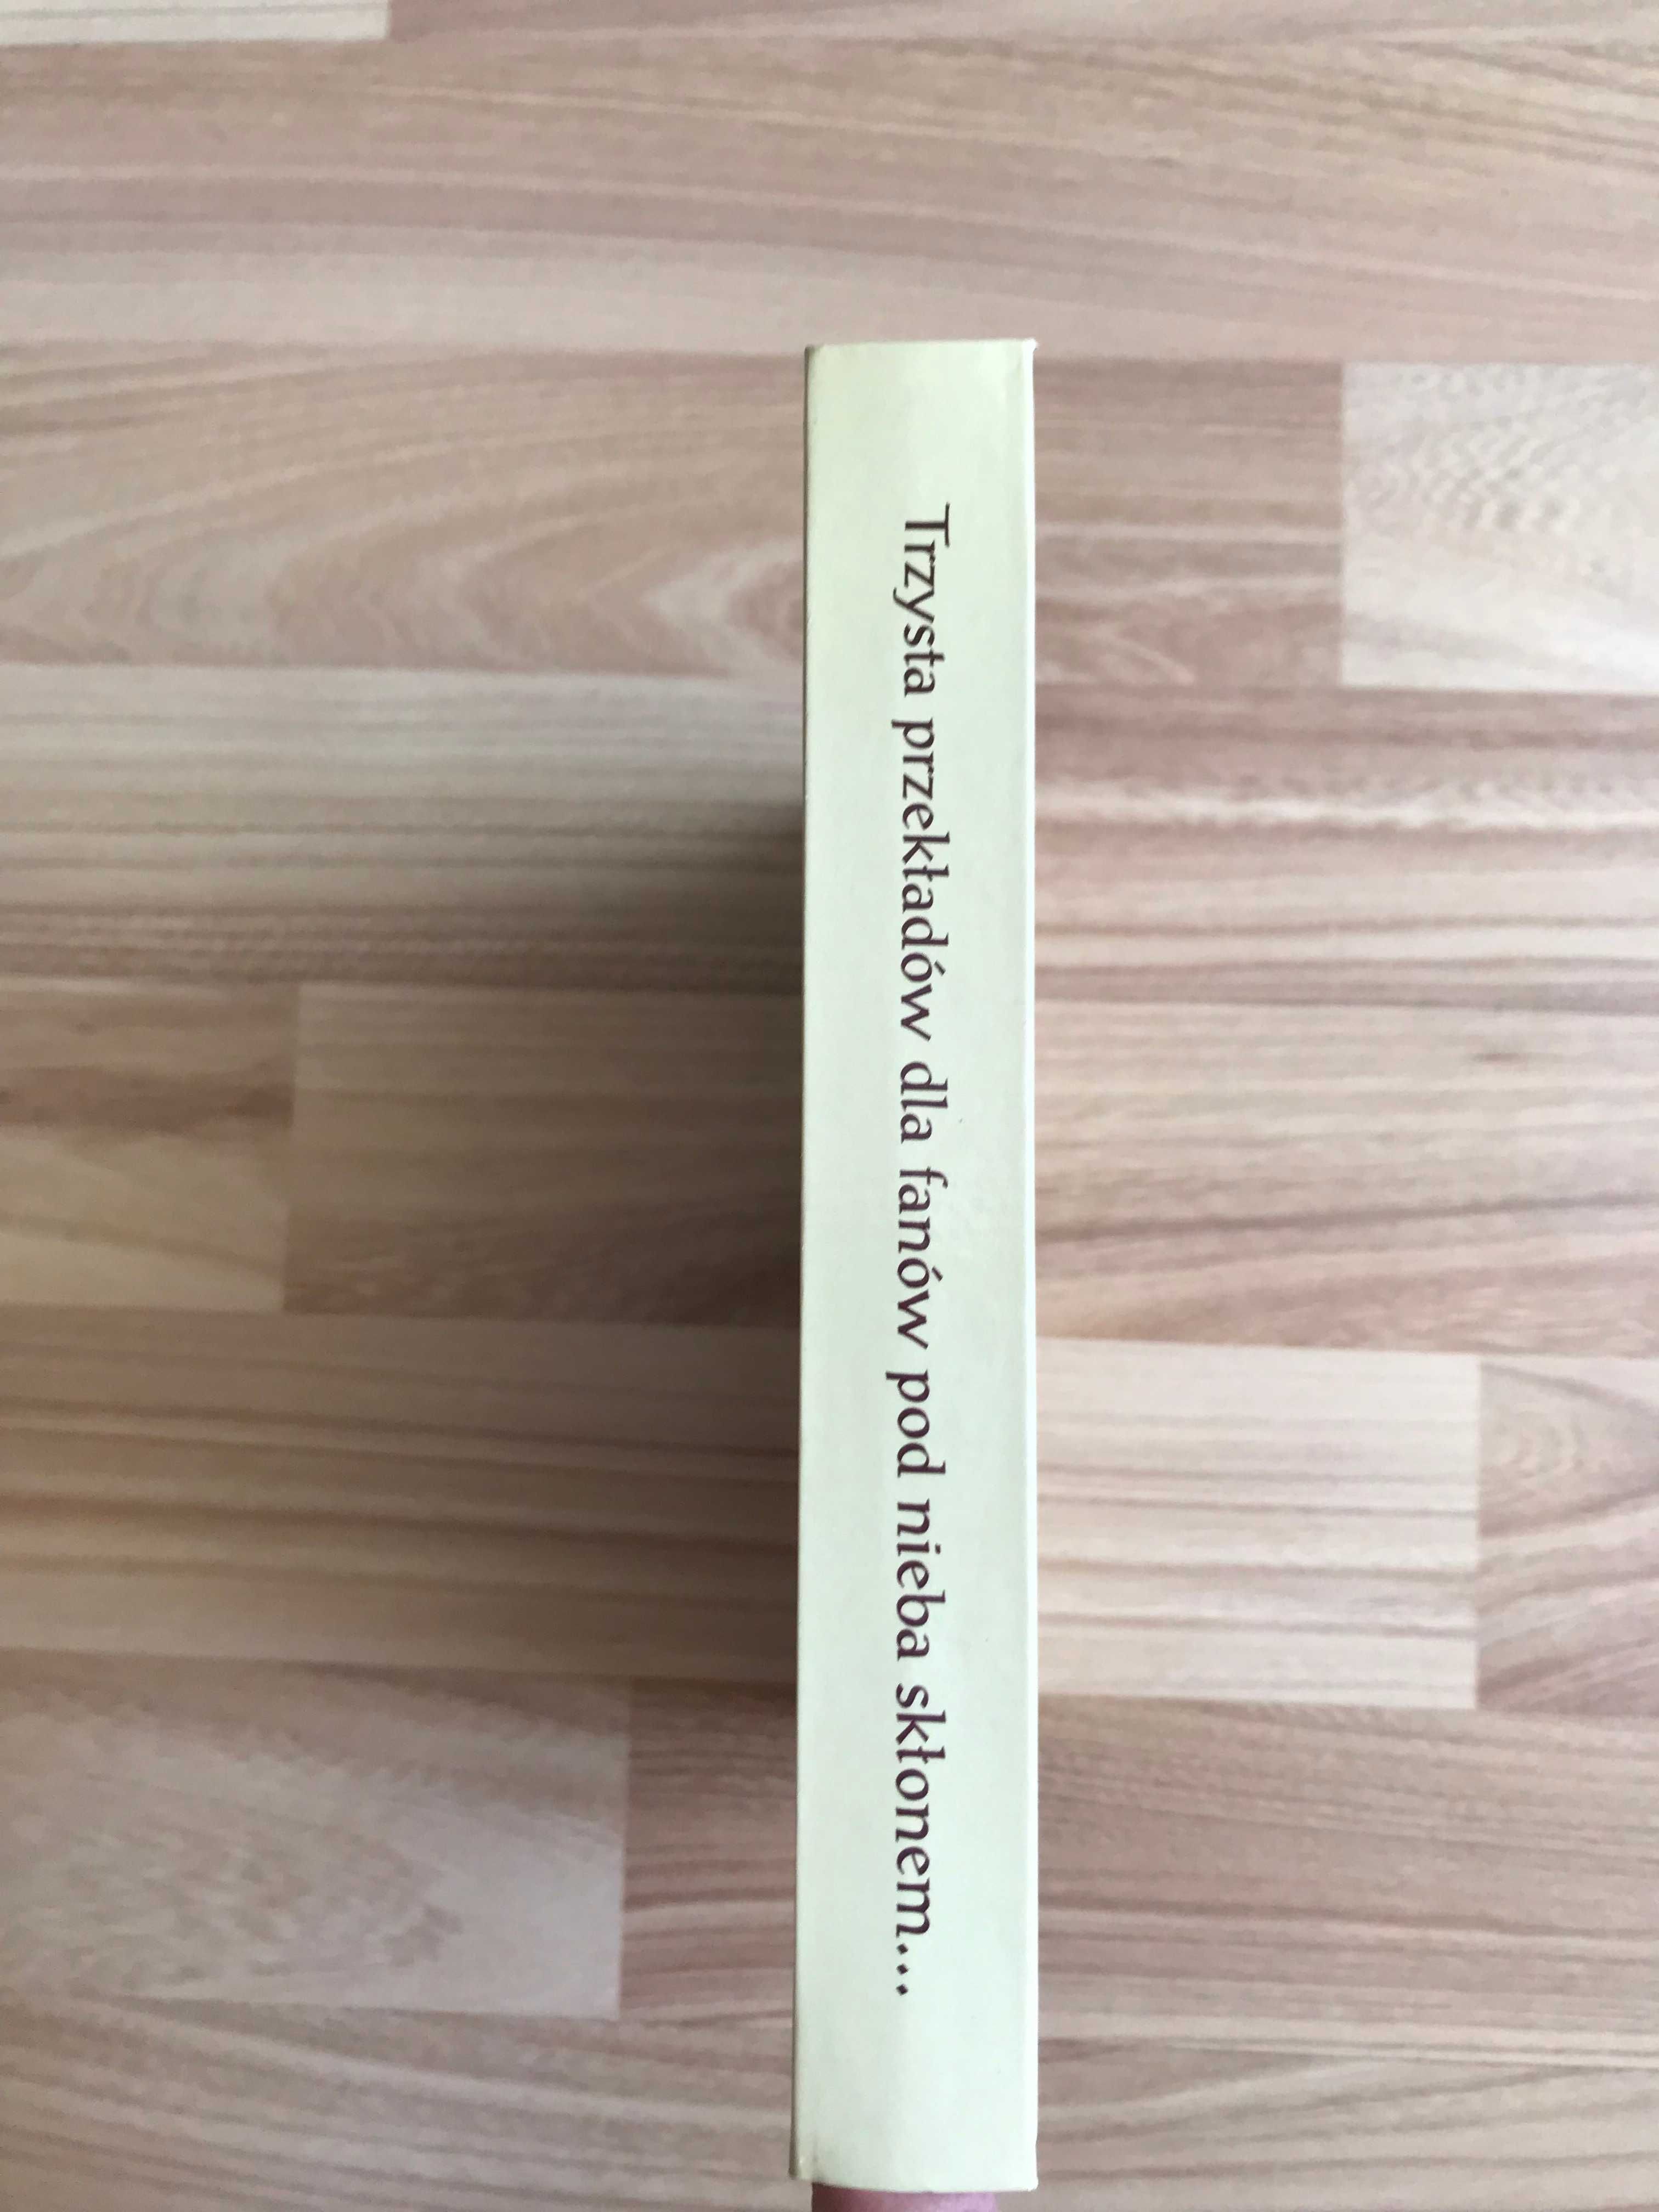 Trzysta przekładów dla fanów pod nieba skłonem...